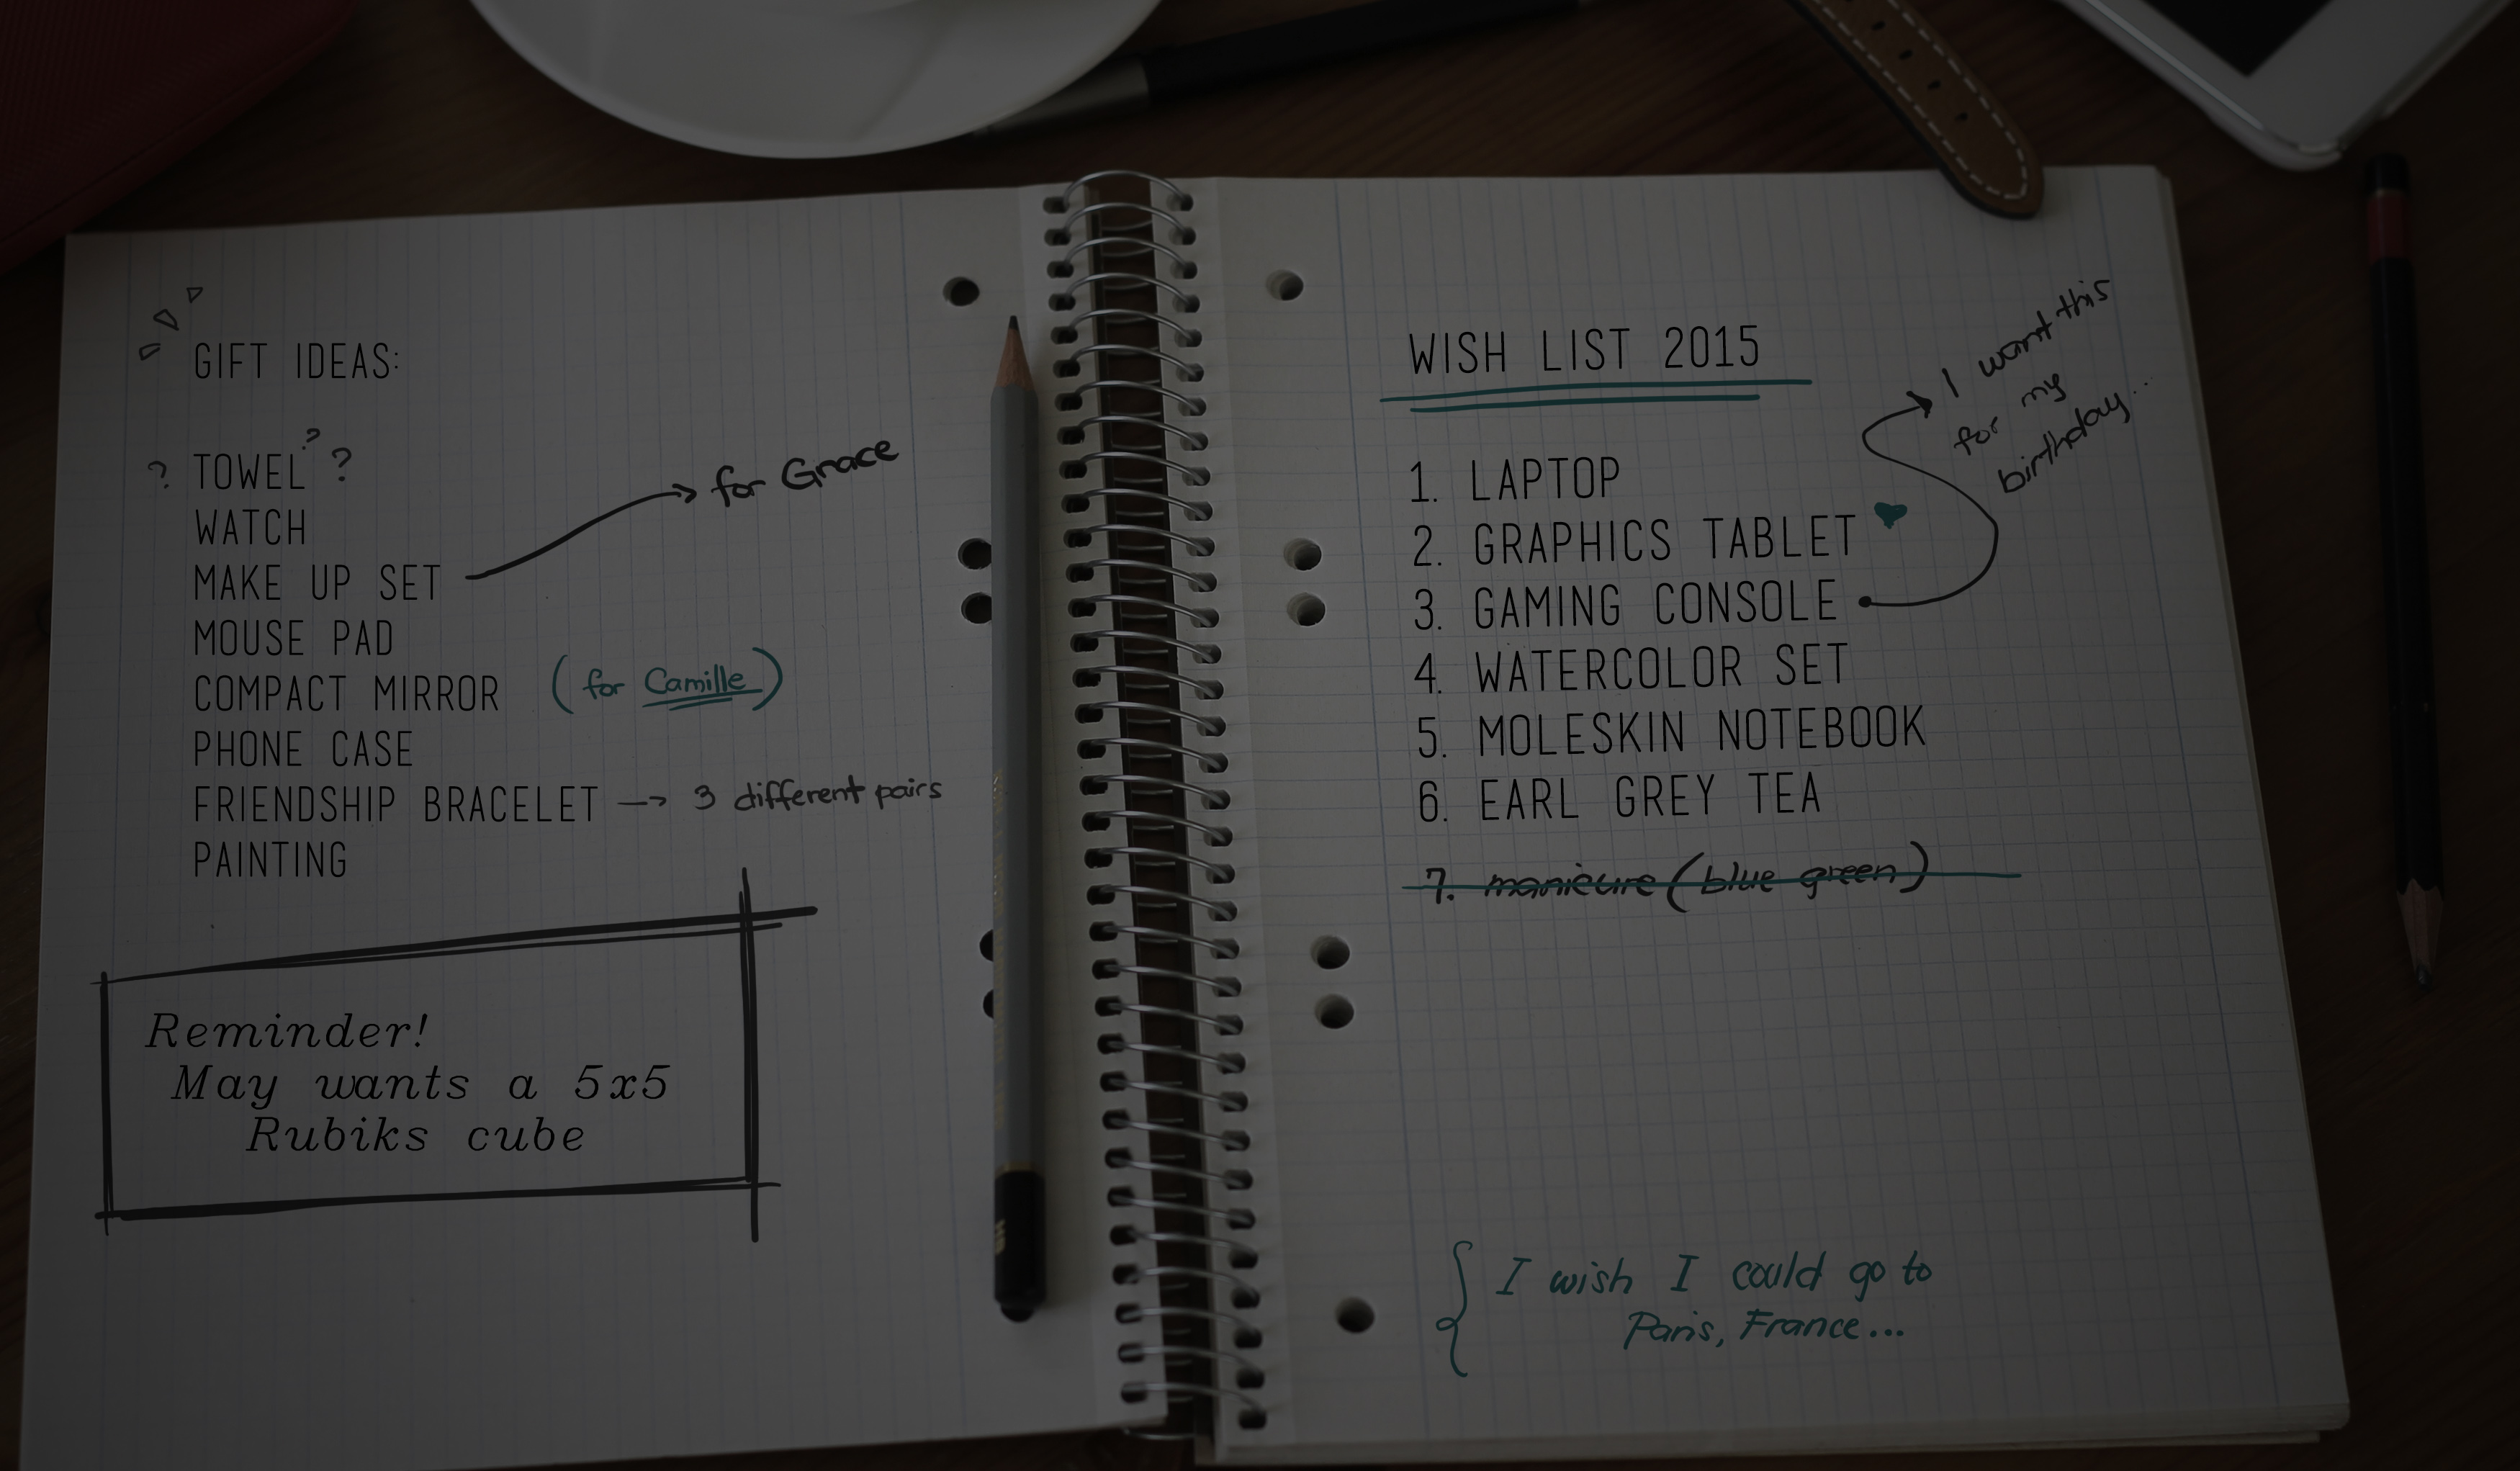 GIFT IDEAS:
? TOWEL ? ?
WATCH
MAKE UP SET → for Grace
MOUSE PAD
COMPACT MIRROR (for Camille)
PHONE CASE
FRIENDSHIP BRACELET → 3 different pairs
PAINTING
Reminder!
May wants a 5x5
Rubiks cube
WISH LIST 2015
1. LAPTOP
2. GRAPHICS TABLET
3. GAMING CONSOLE
I want this
for my
birthday...
4. WATERCOLOR SET
5. MOLESKIN NOTEBOOK
6. EARL GREY TEA
7. manicure (blue green)
I wish I could go to
Paris, France...
HB